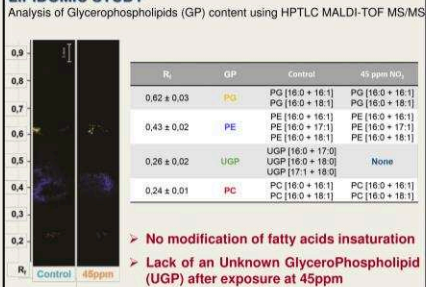 LIPIDOMIC STUDY
Analysis of Glycerophospholipids (GP) content using HPTLC MALDI-TOF MS/MS
0,9
0,8
0,7
0,6
0,5
0,4
0,3
0,2
Rf
Control
45ppm
Rf GP Control 45 ppm NO2
0,62 ± 0,03 PG PG [16:0 + 16:1] PG [16:0 + 16:1]
PG [16:0 + 18:1] PG [16:0 + 18:1]
0,43 ± 0,02 PE PE [16:0 + 16:1] PE [16:0 + 16:1]
PE [16:0 + 17:1] PE [16:0 + 17:1]
PE [16:0 + 18:1] PE [16:0 + 18:1]
0,26 ± 0,02 UGP UGP [16:0 + 17:0] None
UGP [16:0 + 18:0]
UGP [17:1 + 18:0]
0,24 ± 0,01 PC PC [16:0 + 16:1] PC [16:0 + 16:1]
PC [16:0 + 18:1] PC [16:0 + 18:1]
➤ No modification of fatty acids insaturation
➤ Lack of an Unknown GlyceroPhospholipid
(UGP) after exposure at 45ppm